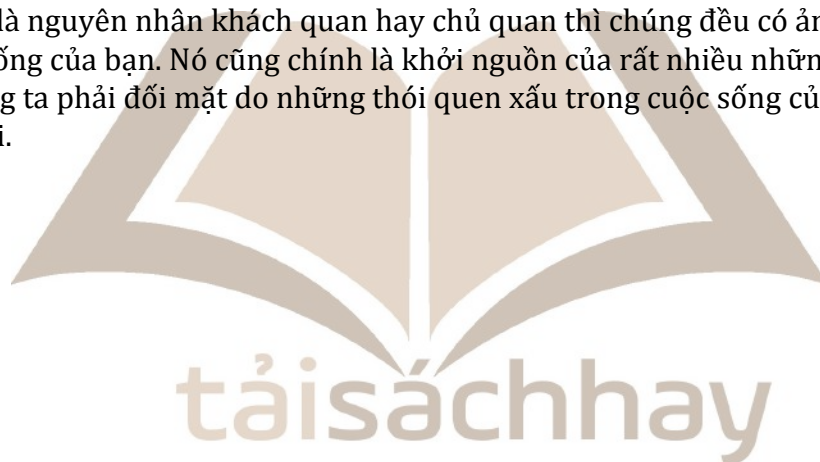 là nguyên nhân khách quan hay chủ quan thì chúng đều có ản
ống của bạn. Nó cũng chính là khởi nguồn của rất nhiều nhữn
g ta phải đối mặt do những thói quen xấu trong cuộc sống củ
i.
tảisáchhay